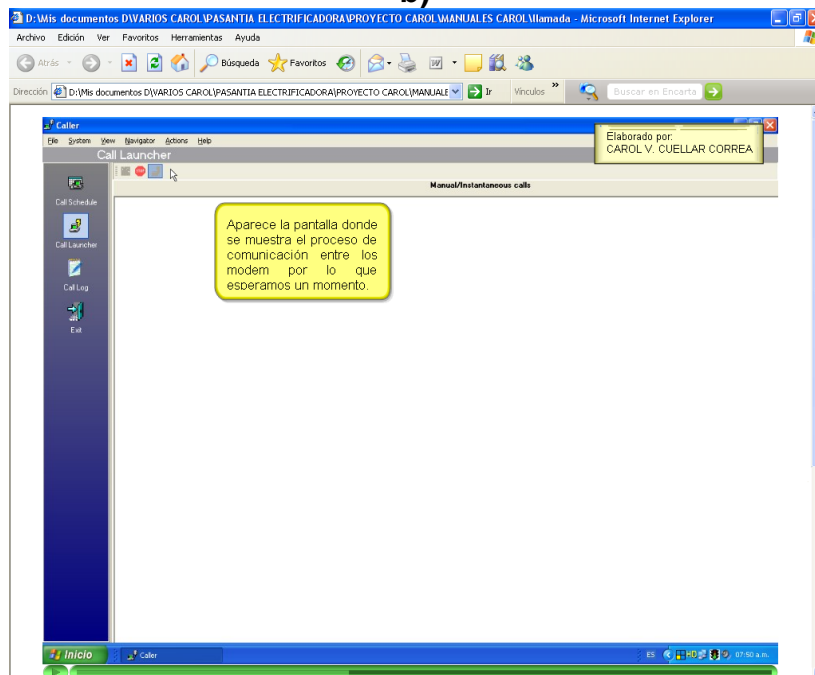 b)
D:\Mis documentos D\VARIOS CAROL\PASANTIA ELECTRIFICADORA\PROYECTO CAROL\MANUALES CAROL\llamada - Microsoft Internet Explorer
Archivo Edición Ver Favoritos Herramientas Ayuda
Atrás Búsqueda Favoritos
Dirección D:\Mis documentos D\VARIOS CAROL\PASANTIA ELECTRIFICADORA\PROYECTO CAROL\MANUALE Ir Vínculos » Buscar en Encarta
Caller
File System View Navigator Actions Help
Call Launcher
Elaborado por:
CAROL V. CUELLAR CORREA
Manual/Instantaneous calls
Call Schedule
Call Launcher
Call Log
Exit
Aparece la pantalla donde
se muestra el proceso de
comunicación entre los
modem por lo que
esperamos un momento.
Inicio Caller ES HD 07:50 a.m.